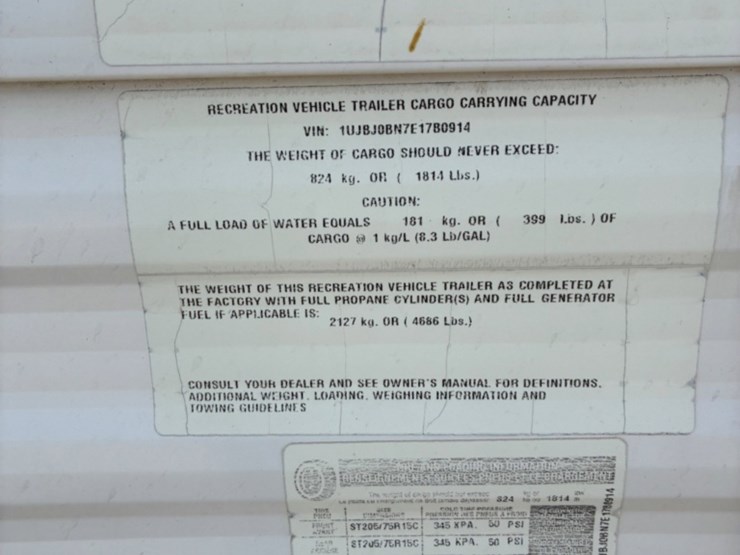 RECREATION VEHICLE TRAILER CARGO CARRYING CAPACITY
VIN: 1UJBJ0BN7E17B0914
THE WEIGHT OF CARGO SHOULD NEVER EXCEED:
824 kg. OR ( 1814 Lbs.)
CAUTION:
A FULL LOAD OF WATER EQUALS 181 kg. OR ( 399 Lbs. ) OF
CARGO @ 1 kg/L (8.3 Lb/GAL)
THE WEIGHT OF THIS RECREATION VEHICLE TRAILER AS COMPLETED AT
THE FACTORY WITH FULL PROPANE CYLINDER(S) AND FULL GENERATOR
FUEL IF APPLICABLE IS:
2127 kg. OR ( 4686 Lbs.)
CONSULT YOUR DEALER AND SEE OWNER'S MANUAL FOR DEFINITIONS,
ADDITIONAL WEIGHT, LOADING, WEIGHING INFORMATION AND
TOWING GUIDELINES
TIRE AND LOADING INFORMATION
824 1814
ST205/75R15C 345 KPA. 50 PSI
ST205/75R15C 345 KPA. 50 PSI